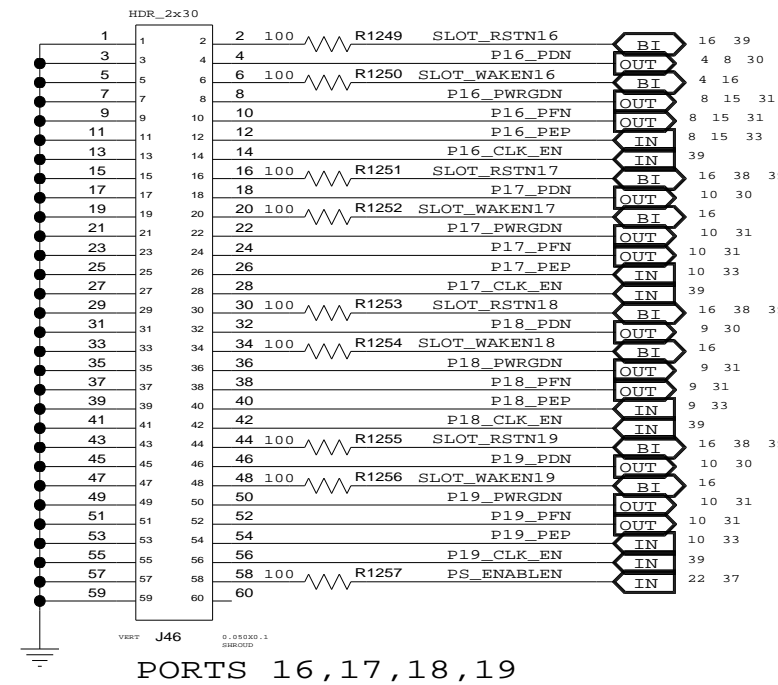 HDR_2x30
1 1 2 2 100 R1249 SLOT_RSTN16 BI 16 39
3 3 4 4 P16_PDN OUT 4 8 30
5 5 6 6 100 R1250 SLOT_WAKEN16 BI 4 16
7 7 8 8 P16_PWRGDN OUT 8 15 31
9 9 10 10 P16_PFN OUT 8 15 31
11 11 12 12 P16_PEP IN 8 15 33
13 13 14 14 P16_CLK_EN IN 39
15 15 16 16 100 R1251 SLOT_RSTN17 BI 16 38
17 17 18 18 P17_PDN OUT 10 30
19 19 20 20 100 R1252 SLOT_WAKEN17 BI 16
21 21 22 22 P17_PWRGDN OUT 10 31
23 23 24 24 P17_PFN OUT 10 31
25 25 26 26 P17_PEP IN 10 33
27 27 28 28 P17_CLK_EN IN 39
29 29 30 30 100 R1253 SLOT_RSTN18 BI 16 38
31 31 32 32 P18_PDN OUT 9 30
33 33 34 34 100 R1254 SLOT_WAKEN18 BI 16
35 35 36 36 P18_PWRGDN OUT 9 31
37 37 38 38 P18_PFN OUT 9 31
39 39 40 40 P18_PEP IN 9 33
41 41 42 42 P18_CLK_EN IN 39
43 43 44 44 100 R1255 SLOT_RSTN19 BI 16 38
45 45 46 46 P19_PDN OUT 10 30
47 47 48 48 100 R1256 SLOT_WAKEN19 BI 16
49 49 50 50 P19_PWRGDN OUT 10 31
51 51 52 52 P19_PFN OUT 10 31
53 53 54 54 P19_PEP IN 10 33
55 55 56 56 P19_CLK_EN IN 39
57 57 58 58 100 R1257 PS_ENABLEN IN 22 37
59 59 60 60
VERT J46 0.050X0.1
SHROUD
PORTS 16,17,18,19